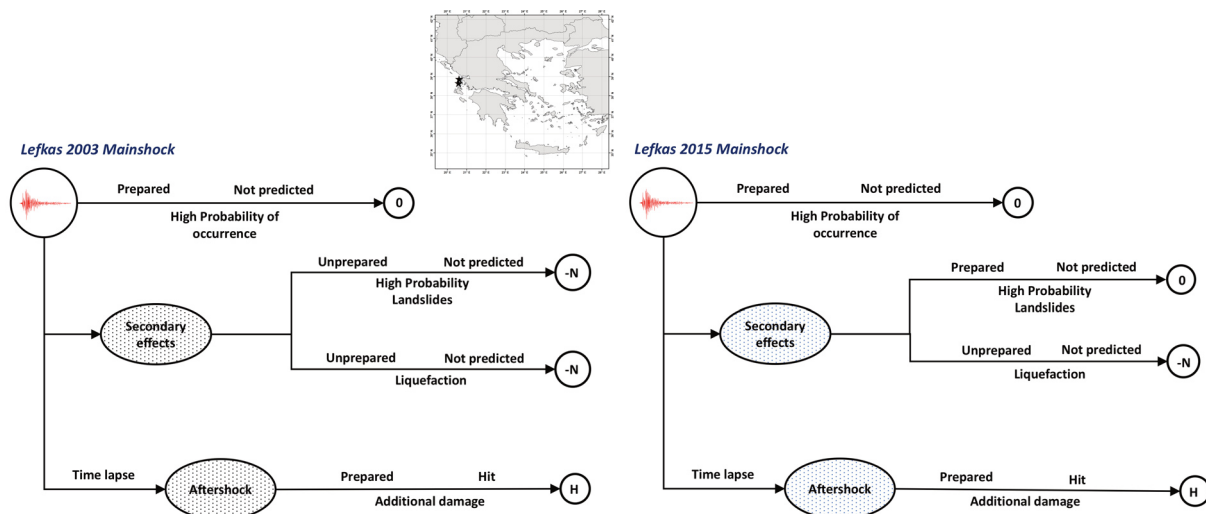 Lefkas 2003 Mainshock
Prepared Not predicted
High Probability of
occurrence
0
Unprepared Not predicted
High Probability
Landslides
-N
Secondary
effects
Unprepared Not predicted
Liquefaction
-N
Time lapse
Aftershock
Prepared Hit
Additional damage
H
Lefkas 2015 Mainshock
Prepared Not predicted
High Probability of
occurrence
0
Prepared Not predicted
High Probability
Landslides
0
Secondary
effects
Unprepared Not predicted
Liquefaction
-N
Time lapse
Aftershock
Prepared Hit
Additional damage
H